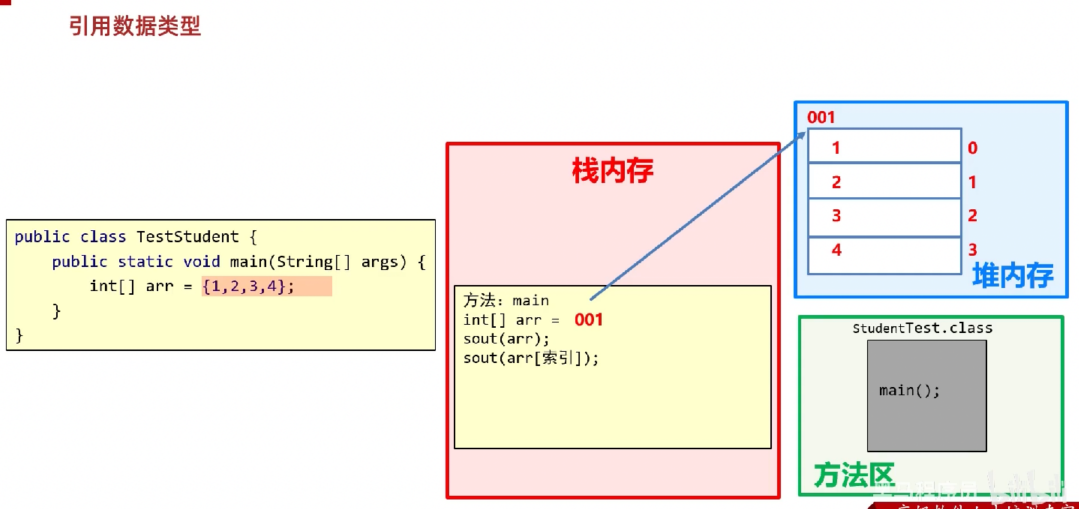 引用数据类型
public class TestStudent {
public static void main(String[] args) {
int[] arr = {1,2,3,4};
}
}
栈内存
方法：main
int[] arr = 001
sout(arr);
sout(arr[索引]);
001
1 0
2 1
3 2
4 3
堆内存
StudentTest.class
main();
方法区